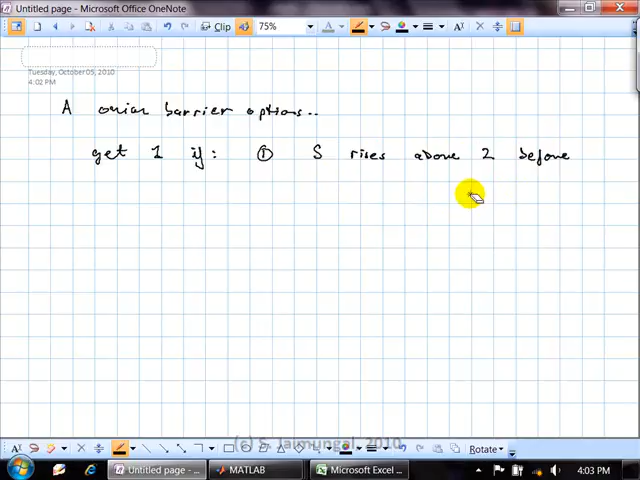 Untitled page - Microsoft Office OneNote
Clip
75%
Tuesday, October 05, 2010
4:02 PM
A onion barrier options..
get 1 if: ① S rises above 2 before
(c) S. Jaimungal, 2010
Rotate
Untitled page - ...
MATLAB
Microsoft Excel ...
4:03 PM